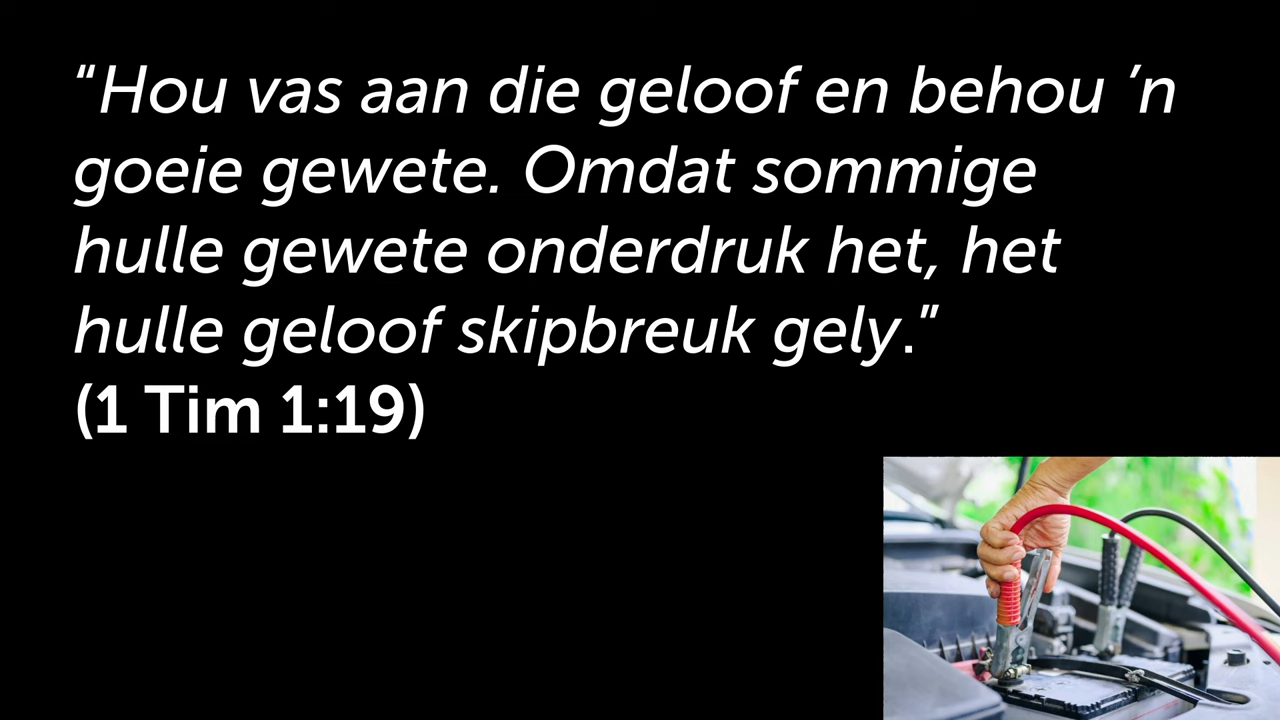 “Hou vas aan die geloof en behou ’n
goeie gewete. Omdat sommige
hulle gewete onderdruk het, het
hulle geloof skipbreuk gely.”
(1 Tim 1:19)